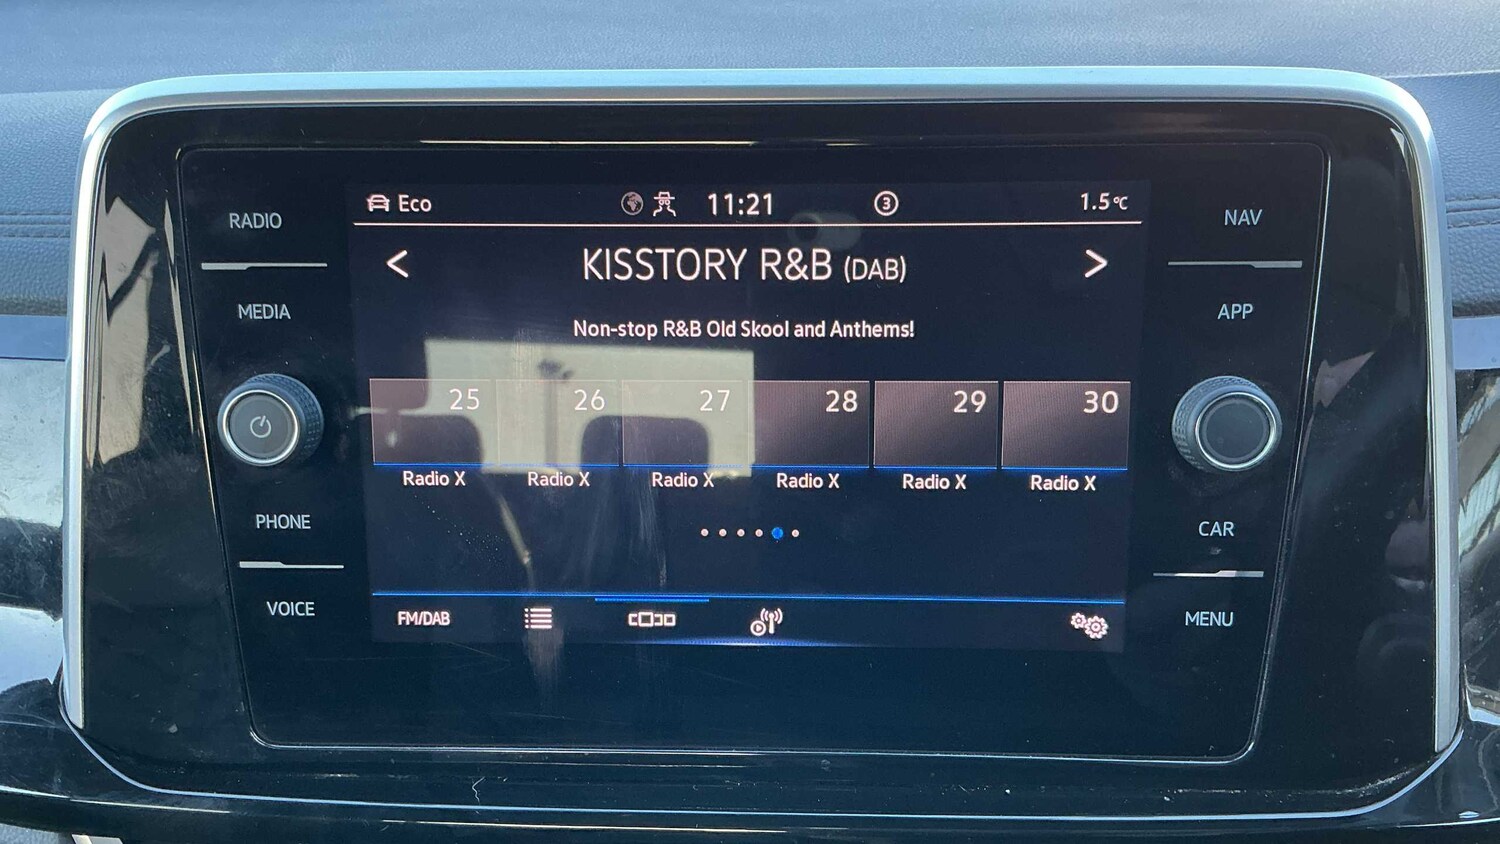 Eco 11:21 3 1.5°C
RADIO
NAV
< KISSTORY R&B (DAB) >
MEDIA
APP
Non-stop R&B Old Skool and Anthems!
25 26 27 28 29 30
Radio X Radio X Radio X Radio X Radio X Radio X
PHONE
CAR
VOICE
FM/DAB
MENU